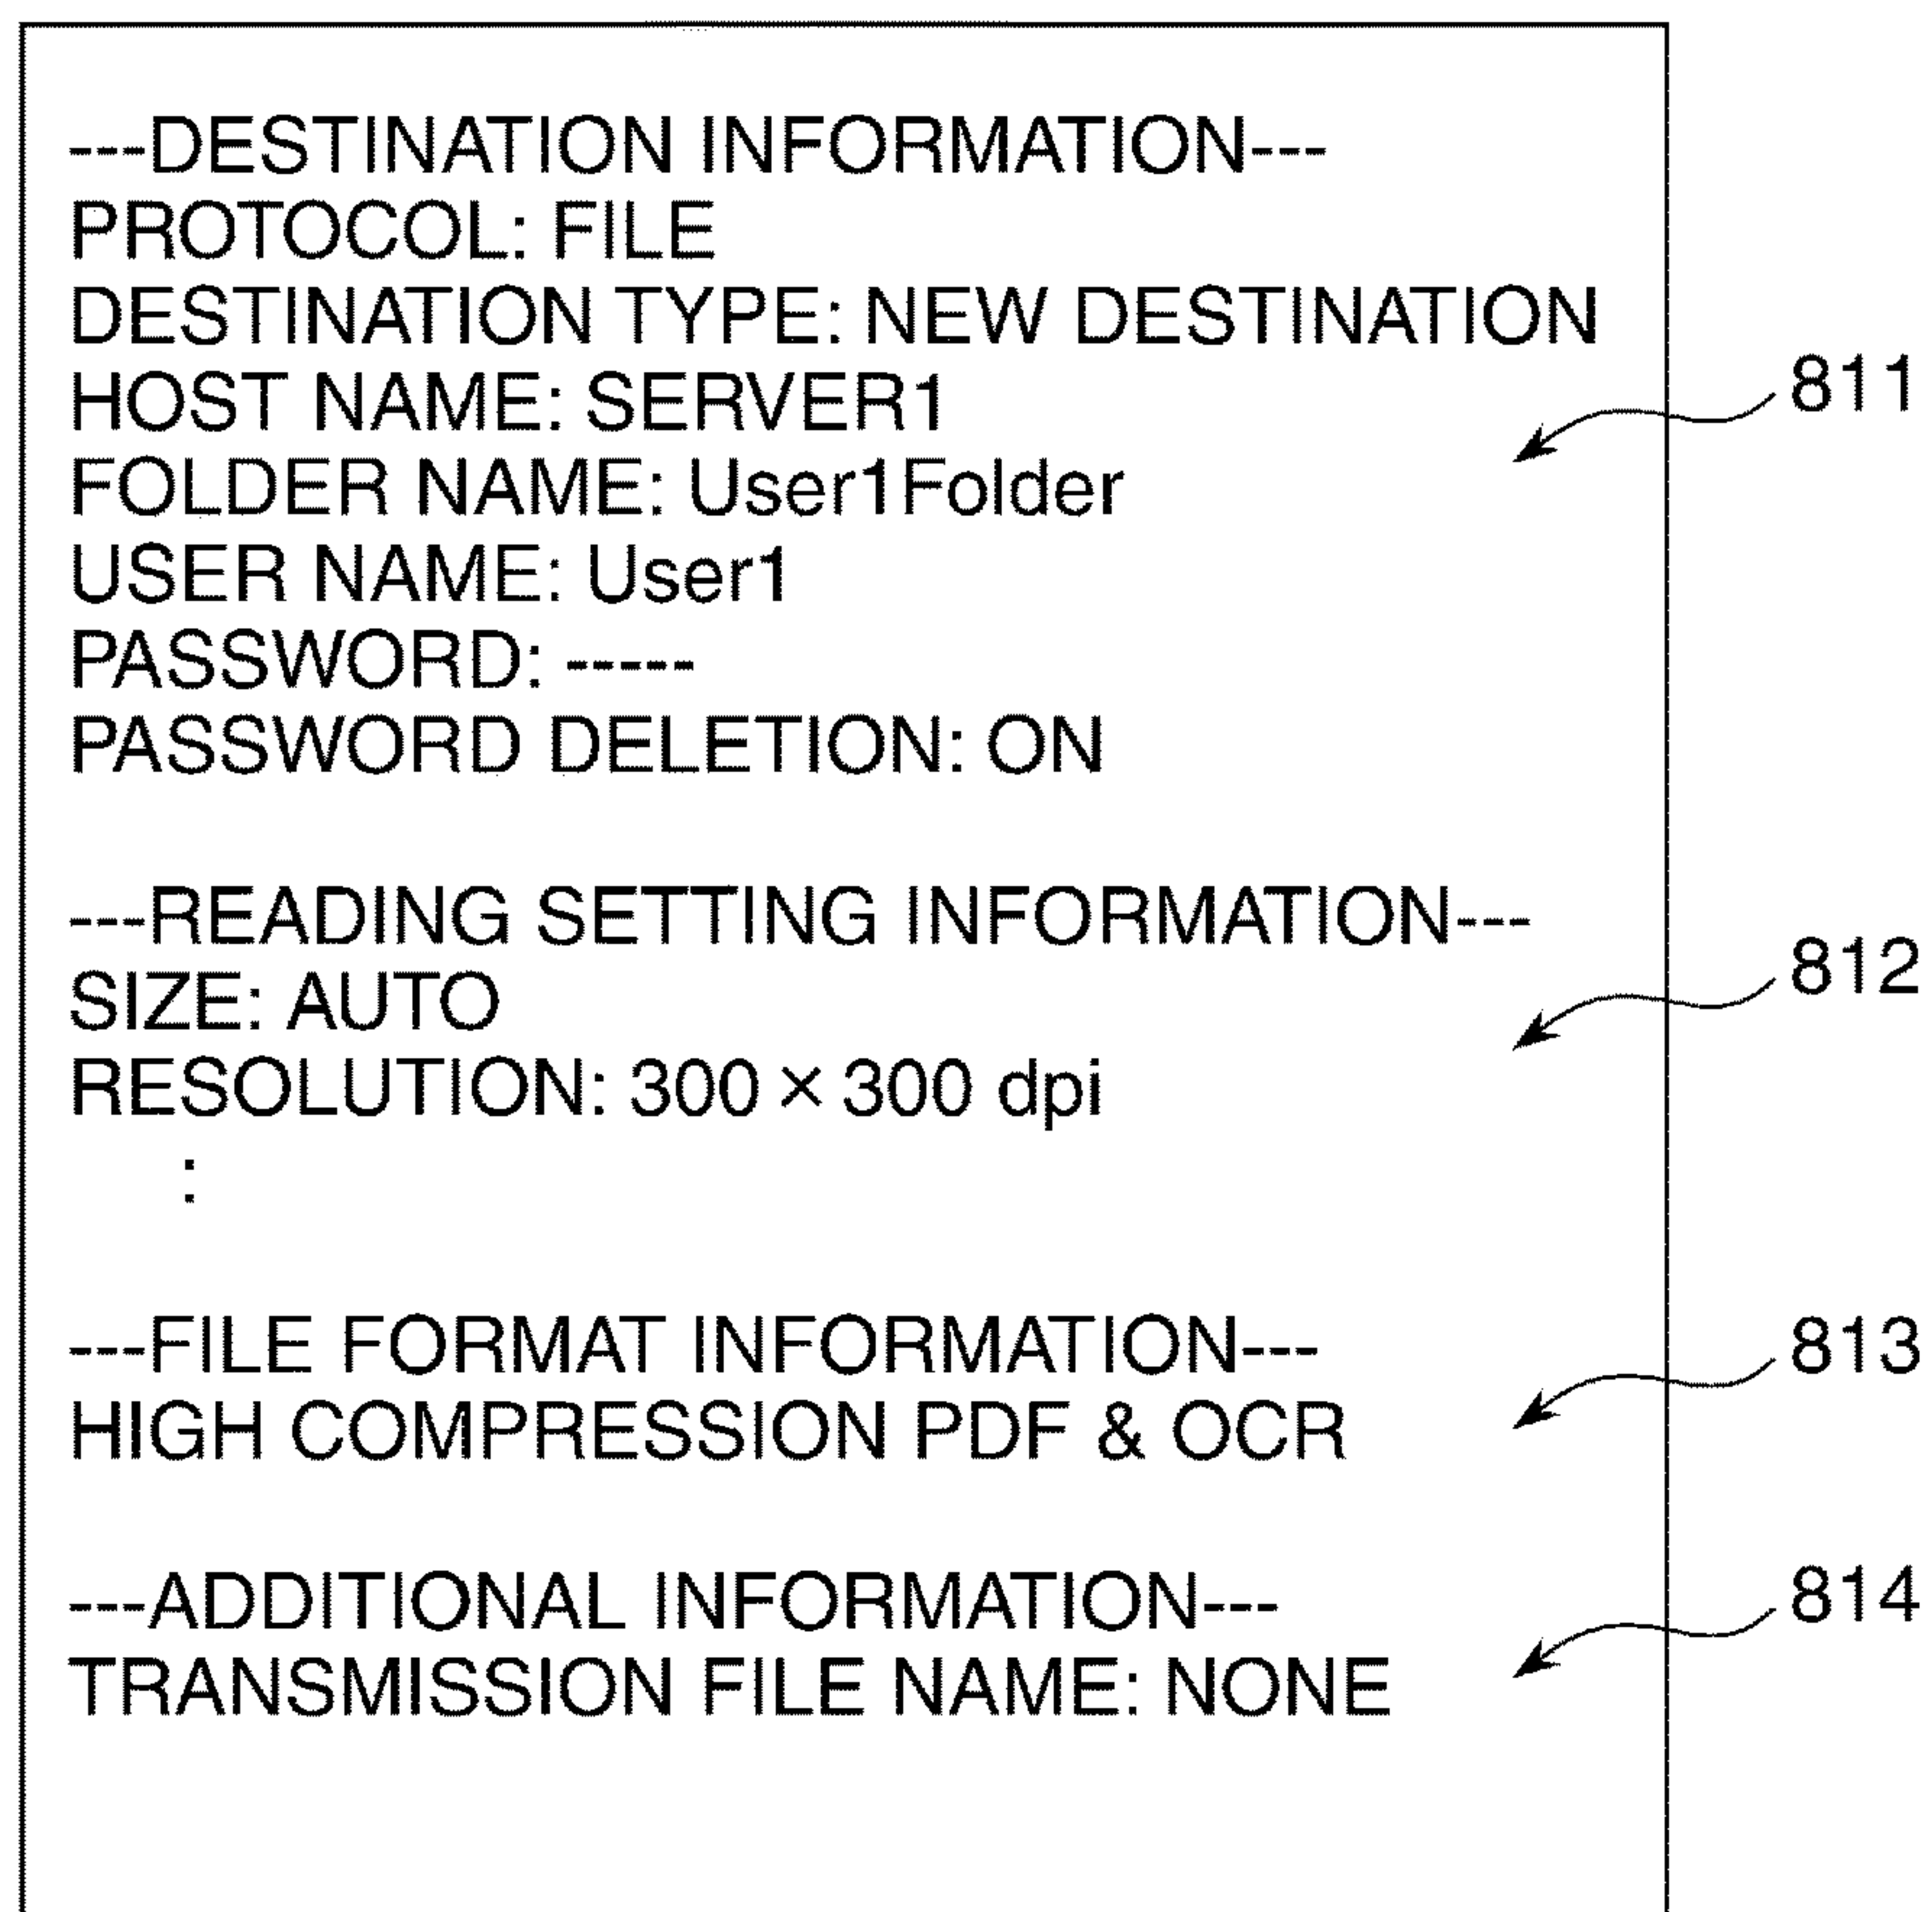 ---DESTINATION INFORMATION---
PROTOCOL: FILE
DESTINATION TYPE: NEW DESTINATION
HOST NAME: SERVER1
811
FOLDER NAME: User1Folder
USER NAME: User1
PASSWORD: -----
PASSWORD DELETION: ON
---READING SETTING INFORMATION---
812
SIZE: AUTO
RESOLUTION: 300 × 300 dpi
:
---FILE FORMAT INFORMATION---
813
HIGH COMPRESSION PDF & OCR
---ADDITIONAL INFORMATION---
814
TRANSMISSION FILE NAME: NONE